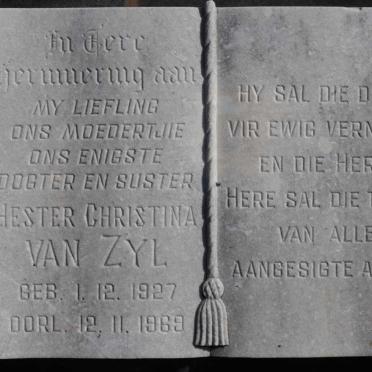 In Tere
herinnering aan
MY LIEFLING
ONS MOEDERTJIE
ONS ENIGSTE
DOGTER EN SUSTER
HESTER CHRISTINA
VAN ZYL
GEB. 1. 12. 1927
OORL. 12. 11. 1969
HY SAL DIE D
VIR EWIG VERN
EN DIE HER
HERE SAL DIE T
VAN ALLE
AANGESIGTE A